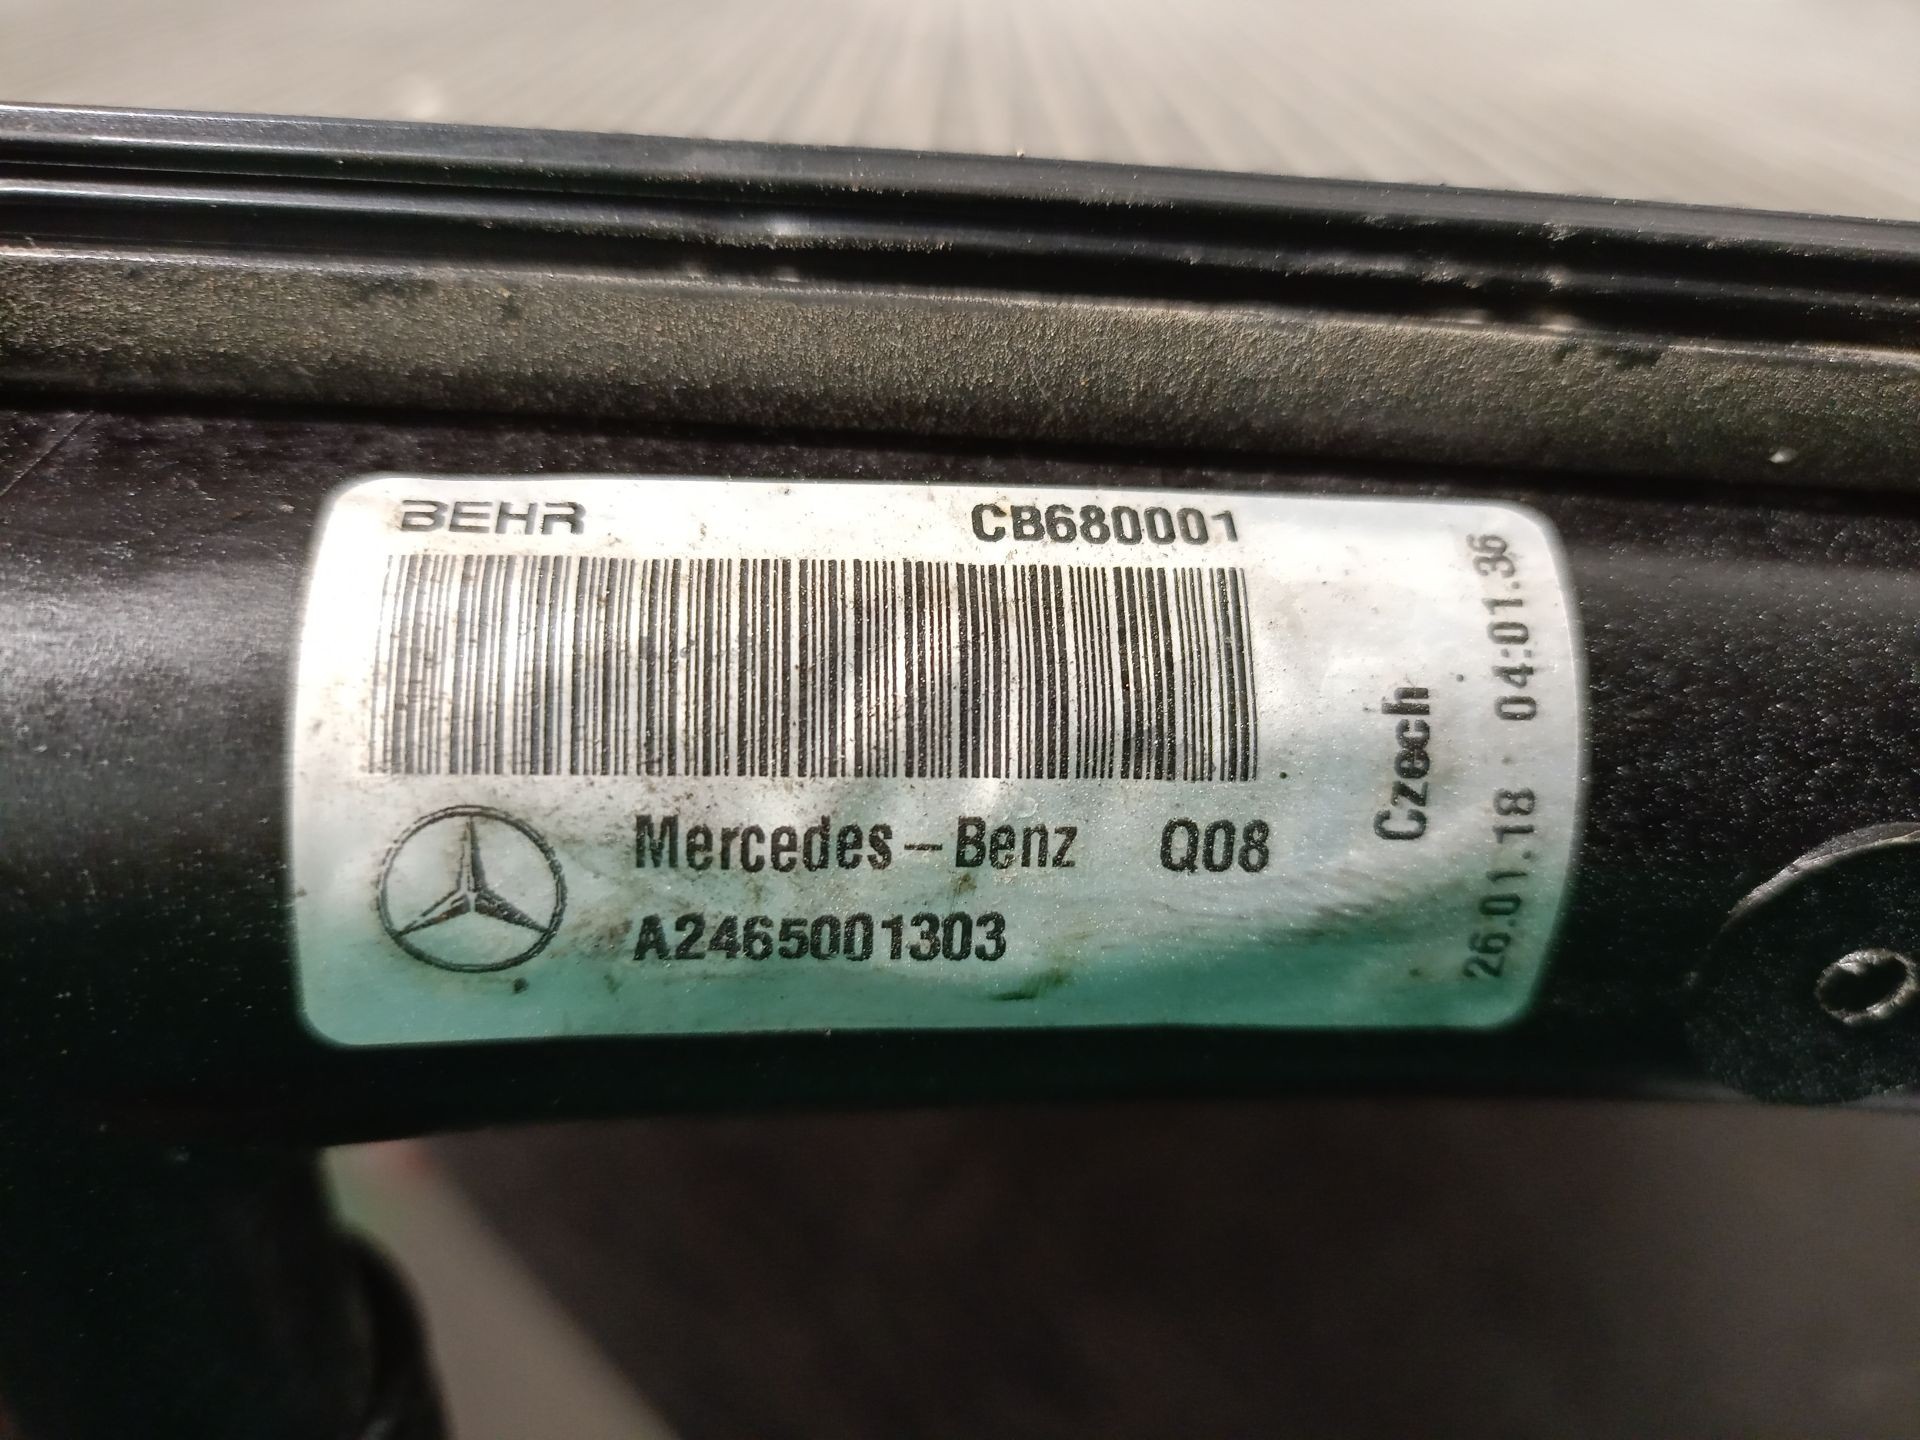 BEHR CB680001
Mercedes-Benz Q08
A2465001303
Czech
26.01.18 04:01.36